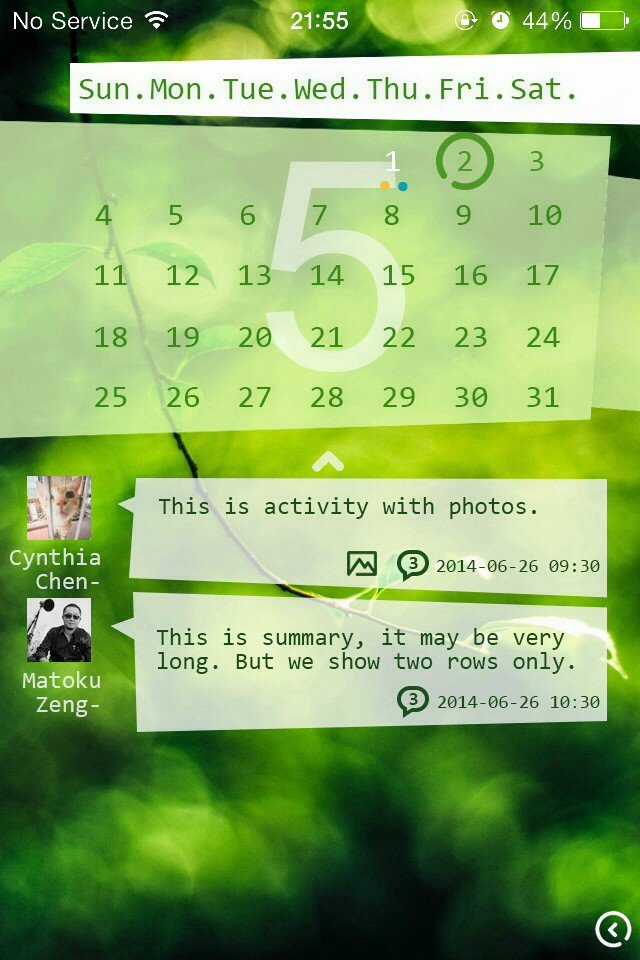 No Service 21:55 44%
Sun.Mon.Tue.Wed.Thu.Fri.Sat.
5
1 2 3
4 5 6 7 8 9 10
11 12 13 14 15 16 17
18 19 20 21 22 23 24
25 26 27 28 29 30 31
This is activity with photos.
3 2014-06-26 09:30
Cynthia
Chen-
This is summary, it may be very
long. But we show two rows only.
3 2014-06-26 10:30
Matoku
Zeng-